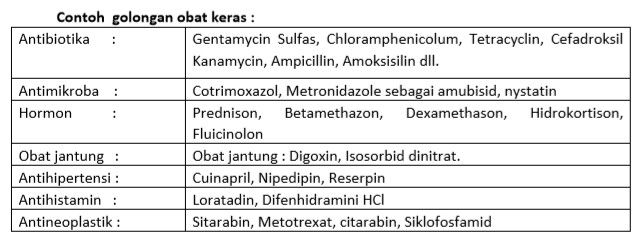 Contoh golongan obat keras :
Antibiotika : Gentamycin Sulfas, Chloramphenicolum, Tetracyclin, Cefadroksil
Kanamycin, Ampicillin, Amoksisilin dll.
Antimikroba : Cotrimoxazol, Metronidazole sebagai amubisid, nystatin
Hormon : Prednison, Betamethazon, Dexamethason, Hidrokortison,
Fluicinolon
Obat jantung : Obat jantung : Digoxin, Isosorbid dinitrat.
Antihipertensi : Cuinapril, Nipedipin, Reserpin
Antihistamin : Loratadin, Difenhidramini HCl
Antineoplastik : Sitarabin, Metotrexat, citarabin, Siklofosfamid